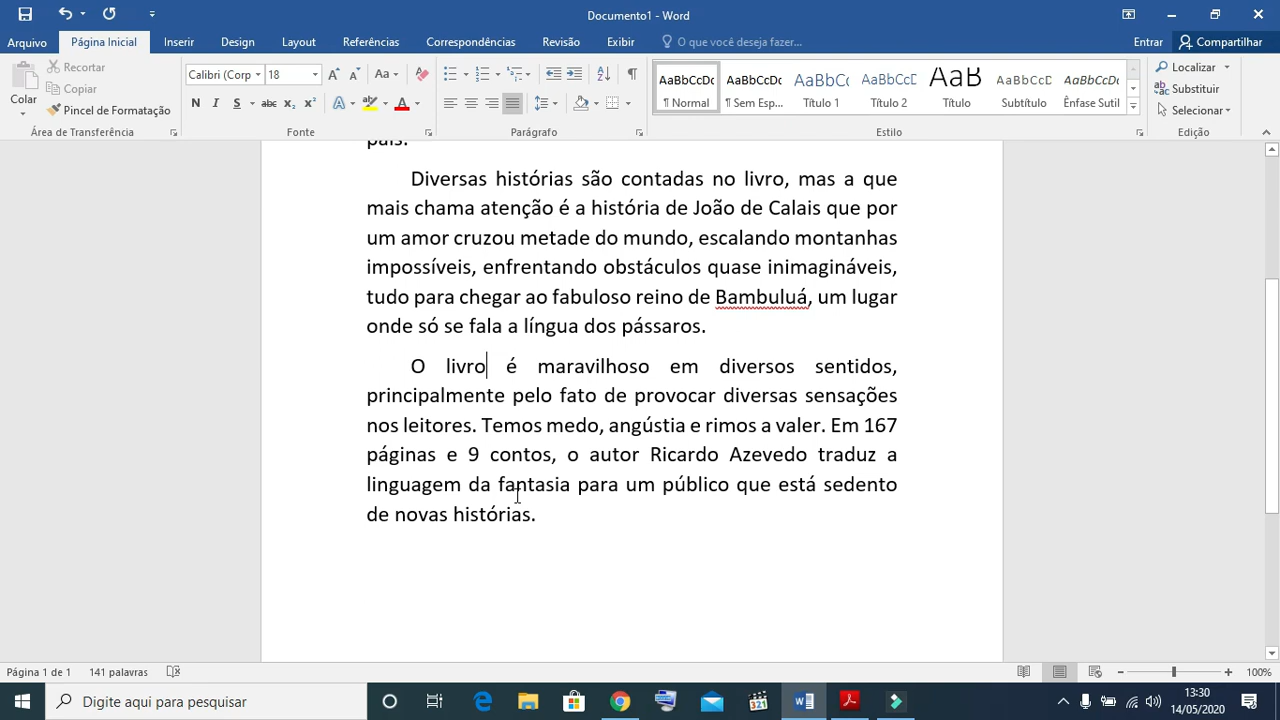 Documento1 - Word
Arquivo Página Inicial Inserir Design Layout Referências Correspondências Revisão Exibir O que você deseja fazer... Entrar Compartilhar
Colar
Recortar
Copiar
Pincel de Formatação
Área de Transferência
Calibri (Corp 18
Aa
N I S abc x₂ x² A A
Fonte
Parágrafo
AaBbCcDc AaBbCcDc AaBbCc AaBbCcD AaB AaBbCcD AaBbCcDc
¶ Normal ¶ Sem Esp... Título 1 Título 2 Título Subtítulo Ênfase Sutil
Estilo
Localizar
Substituir
Selecionar
Edição
país.
Diversas histórias são contadas no livro, mas a que
mais chama atenção é a história de João de Calais que por
um amor cruzou metade do mundo, escalando montanhas
impossíveis, enfrentando obstáculos quase inimagináveis,
tudo para chegar ao fabuloso reino de Bambuluá, um lugar
onde só se fala a língua dos pássaros.
O livro é maravilhoso em diversos sentidos,
principalmente pelo fato de provocar diversas sensações
nos leitores. Temos medo, angústia e rimos a valer. Em 167
páginas e 9 contos, o autor Ricardo Azevedo traduz a
linguagem da fantasia para um público que está sedento
de novas histórias.
Página 1 de 1 141 palavras 100%
Digite aqui para pesquisar
321
13:30
14/05/2020